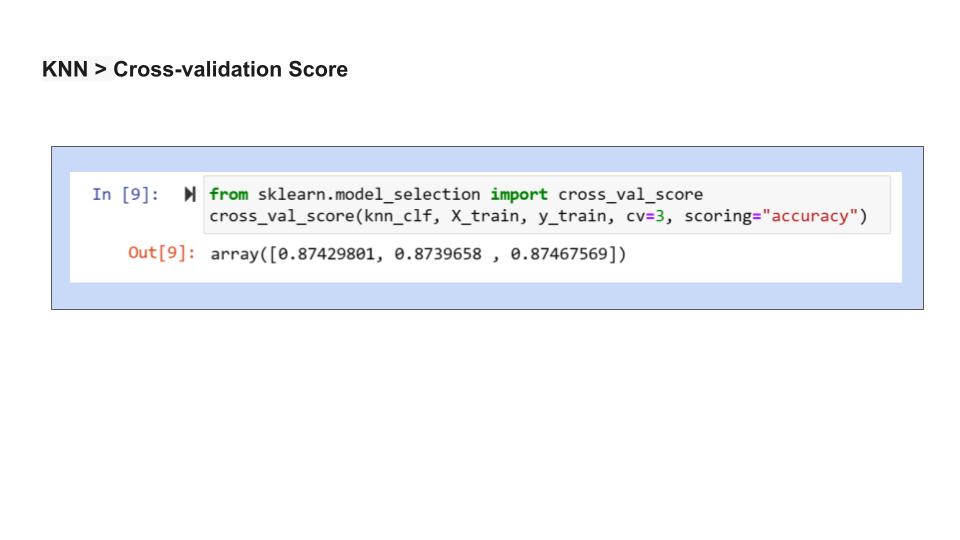 KNN > Cross-validation Score
In [9]: from sklearn.model_selection import cross_val_score
cross_val_score(knn_clf, X_train, y_train, cv=3, scoring="accuracy")
Out[9]: array([0.87429801, 0.8739658 , 0.87467569])